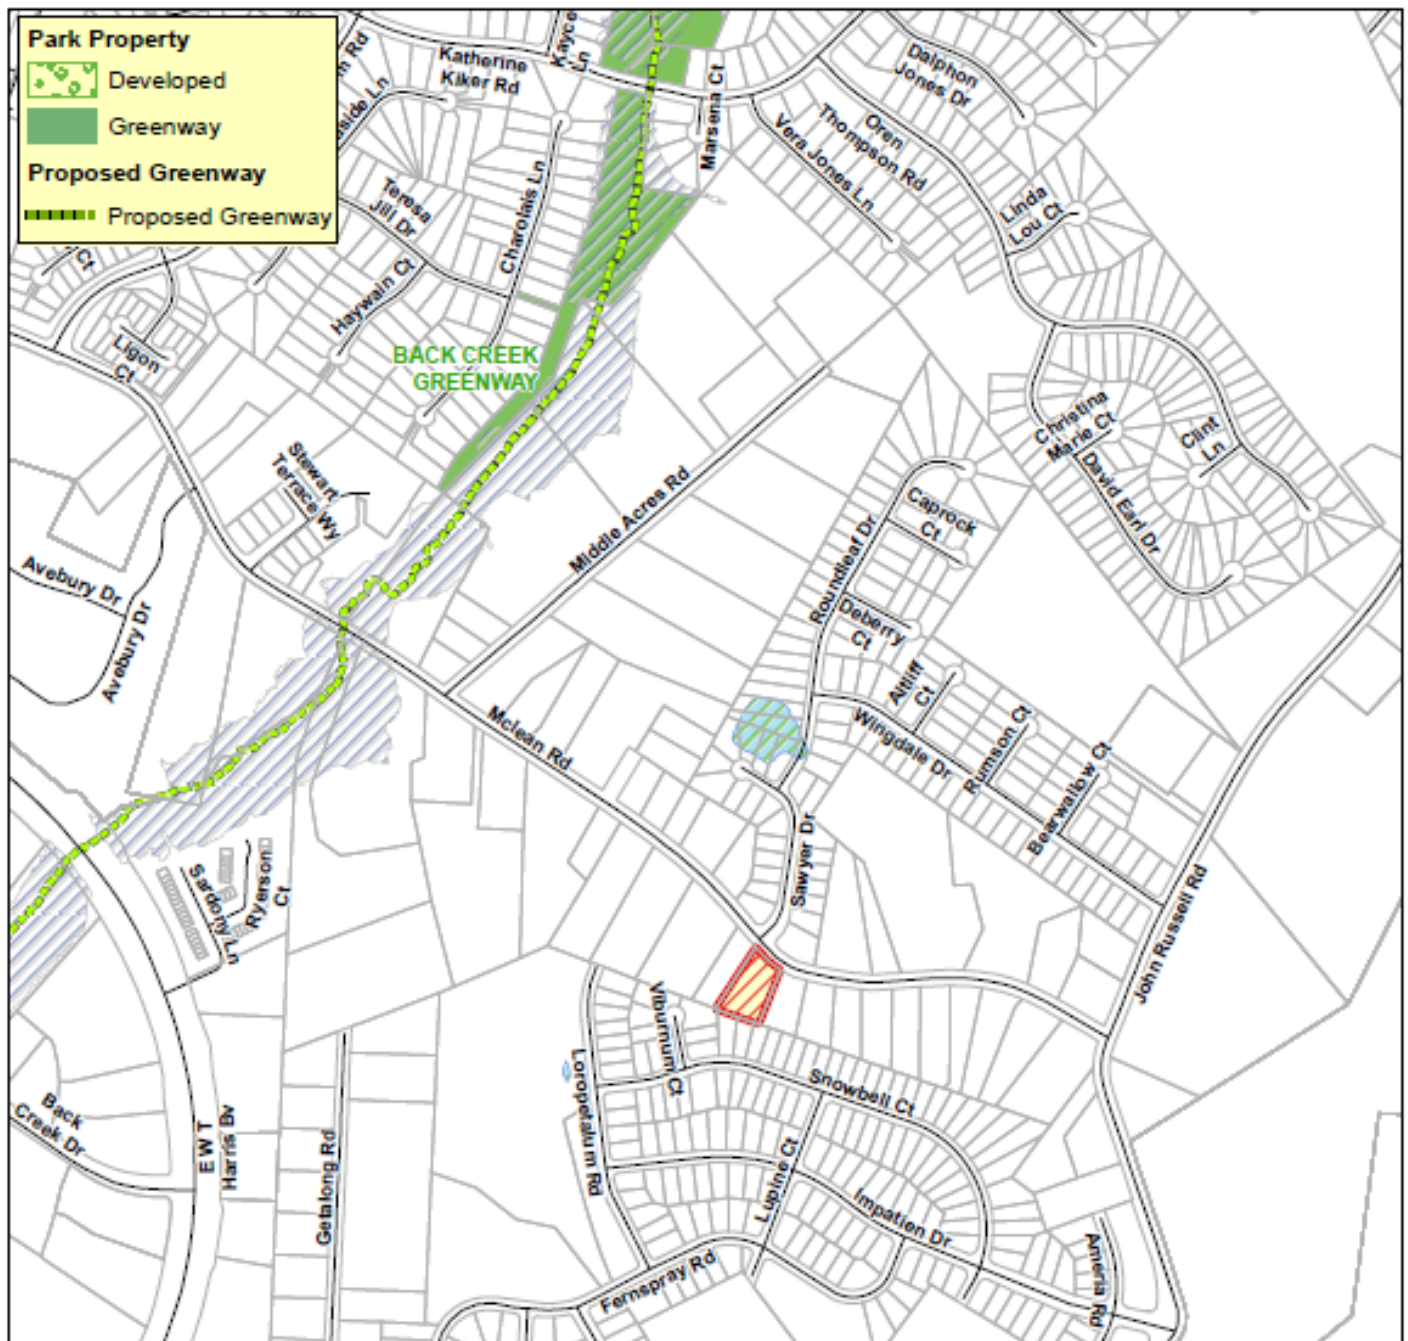 Park Property
Developed
Greenway
Proposed Greenway
Proposed Greenway
Katherine
Kiker Rd
Kayce
Ln
Marsena Ct
Dalphon
Jones Dr
Oren
Thompson Rd
Vera Jones Ln
Linda
Lou Ct
Rd
Ln
Ct
Teresa
Jill Dr
Charolais Ln
Haywain Ct
Ligon
Ct
BACK CREEK
GREENWAY
Stewart
Terrace Wy
Middle Acres Rd
Christina
Marie Ct
Clint
Ln
David Earl Dr
Caprock
Ct
Roundleaf Dr
Deberry
Ct
Avebury Dr
Avebury Dr
Altliff
Ct
Wingdale Dr
Rumson Ct
Bearwallow Ct
Mclean Rd
Sawyer Dr
John Russell Rd
Sardony Ln
Ryerson
Ct
Viburnum Ct
Loropetalum Rd
Snowbell Ct
Back
Creek Dr
E W T
Harris Bv
Getalong Rd
Lupine Ct
Impatien Dr
Fernspray Rd
Ameria Rd